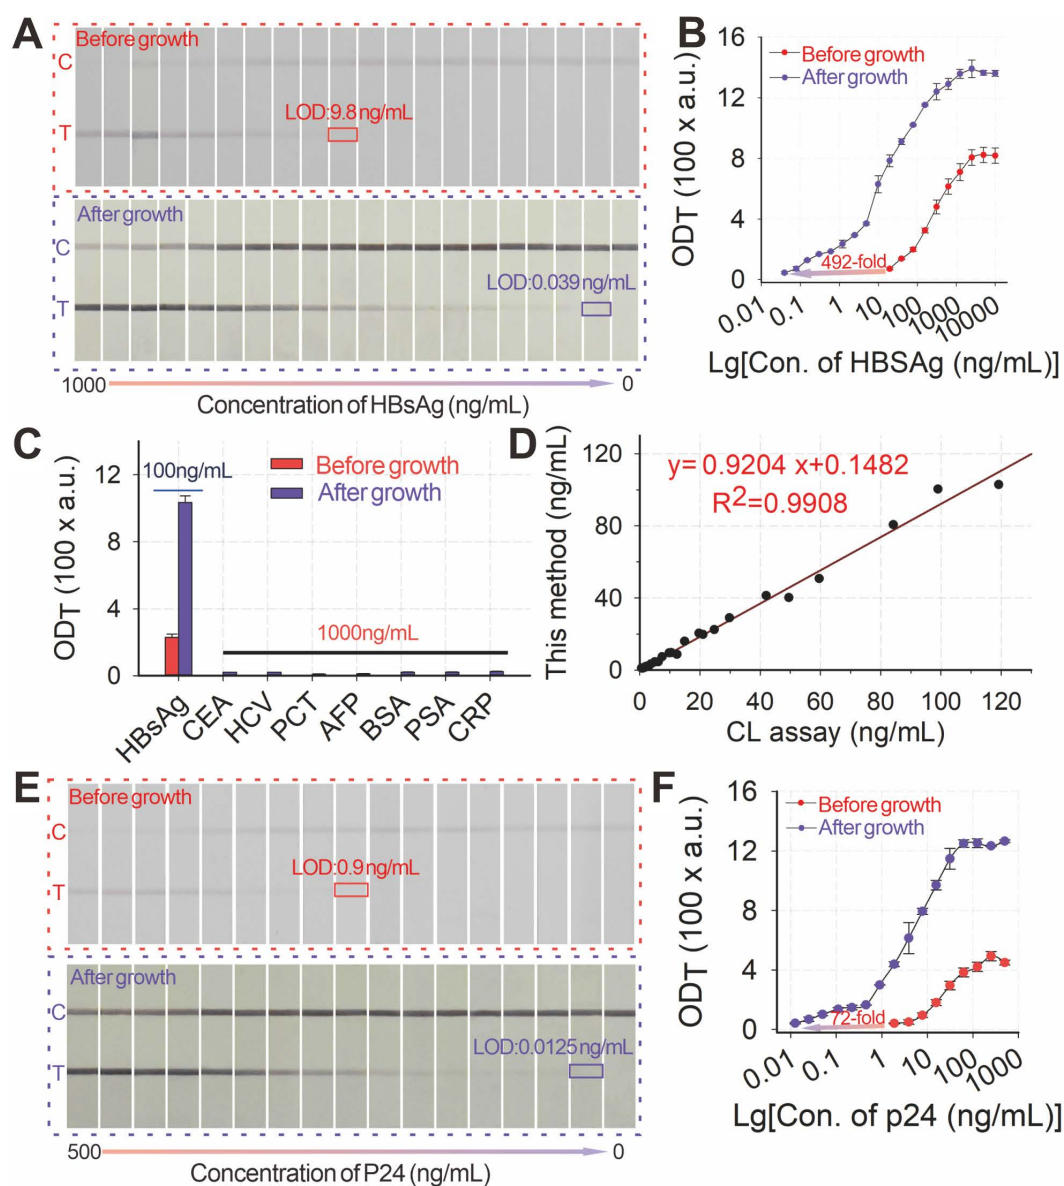 A
Before growth
C
T
LOD:9.8 ng/mL
After growth
C
T
LOD:0.039 ng/mL
1000
0
Concentration of HBsAg (ng/mL)
B
16
12
8
4
0
ODT (100 x a.u.)
Before growth
After growth
492-fold
0.01
0.1
1
10
100
1000
10000
Lg[Con. of HBSAg (ng/mL)]
C
12
8
4
0
ODT (100 x a.u.)
100ng/mL
Before growth
After growth
1000ng/mL
HBsAg
CEA
HCV
PCT
AFP
BSA
PSA
CRP
D
120
80
40
0
This method (ng/mL)
y= 0.9204 x+0.1482
R2=0.9908
0 20 40 60 80 100 120
CL assay (ng/mL)
E
Before growth
C
T
LOD:0.9 ng/mL
After growth
C
T
LOD:0.0125 ng/mL
500
0
Concentration of P24 (ng/mL)
F
16
12
8
4
0
ODT (100 x a.u.)
Before growth
After growth
72-fold
0.01
0.1
1
10
100
1000
Lg[Con. of p24 (ng/mL)]